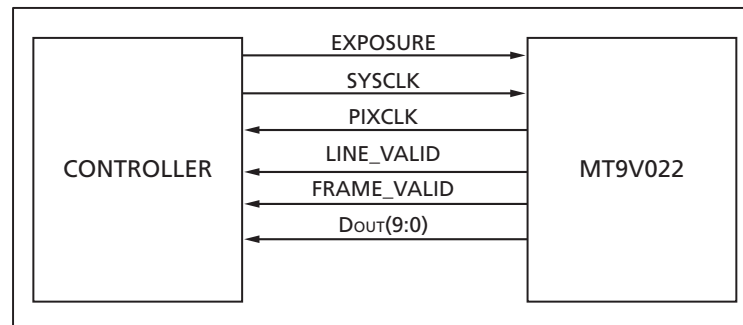 EXPOSURE
SYSCLK
PIXCLK
LINE_VALID
CONTROLLER
MT9V022
FRAME_VALID
DOUT(9:0)